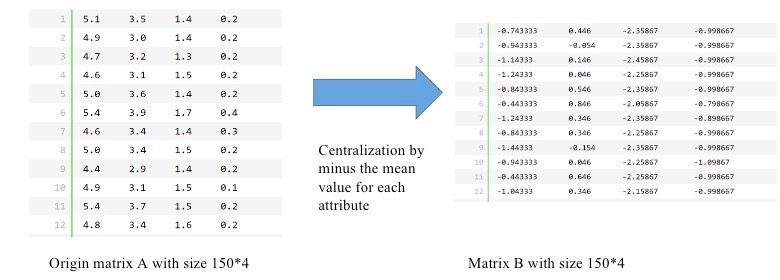 1 5.1 3.5 1.4 0.2
2 4.9 3.0 1.4 0.2
3 4.7 3.2 1.3 0.2
4 4.6 3.1 1.5 0.2
5 5.0 3.6 1.4 0.2
6 5.4 3.9 1.7 0.4
7 4.6 3.4 1.4 0.3
8 5.0 3.4 1.5 0.2
9 4.4 2.9 1.4 0.2
10 4.9 3.1 1.5 0.1
11 5.4 3.7 1.5 0.2
12 4.8 3.4 1.6 0.2
Origin matrix A with size 150*4
Centralization by
minus the mean
value for each
attribute
1 -0.743333 0.446 -2.35867 -0.998667
2 -0.943333 -0.054 -2.35867 -0.998667
3 -1.14333 0.146 -2.45867 -0.998667
4 -1.24333 0.046 -2.25867 -0.998667
5 -0.843333 0.546 -2.35867 -0.998667
6 -0.443333 0.846 -2.05867 -0.798667
7 -1.24333 0.346 -2.35867 -0.898667
8 -0.843333 0.346 -2.25867 -0.998667
9 -1.44333 -0.154 -2.35867 -0.998667
10 -0.943333 0.046 -2.25867 -1.09867
11 -0.443333 0.646 -2.25867 -0.998667
12 -1.04333 0.346 -2.15867 -0.998667
Matrix B with size 150*4